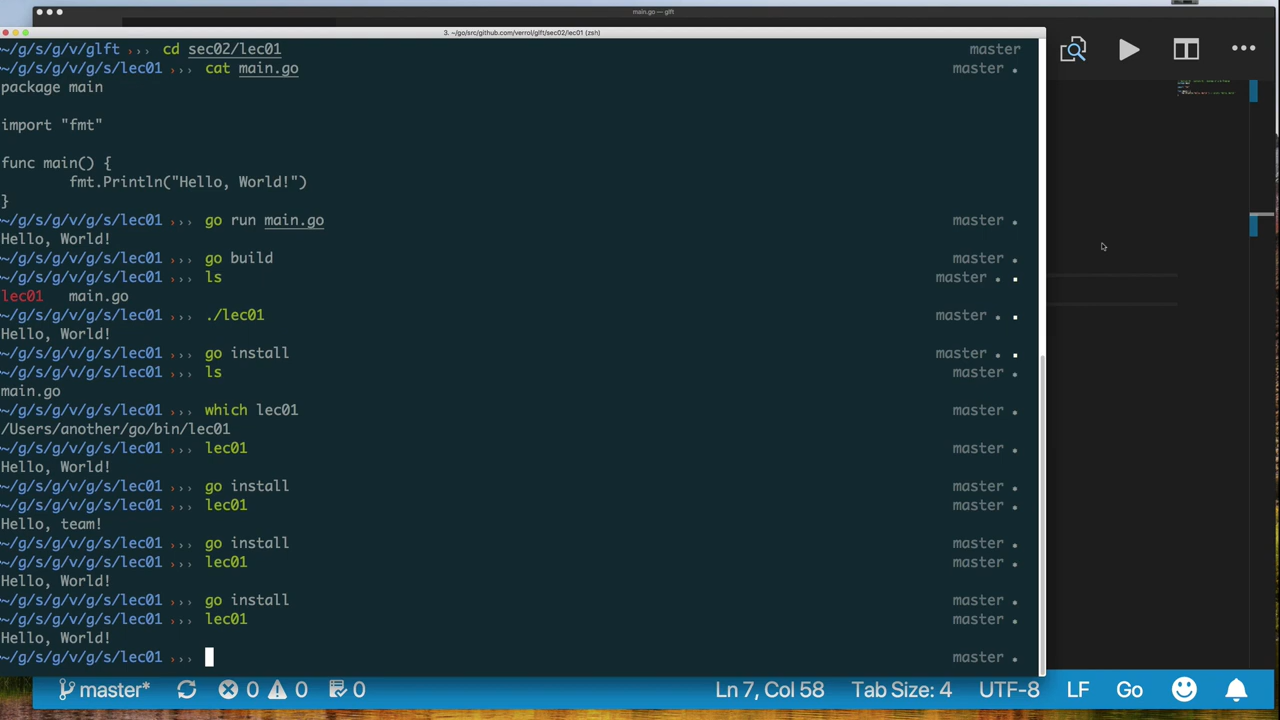 main.go — glft
3. ~/go/src/github.com/verrol/glft/sec02/lec01 (zsh)
~/g/s/g/v/glft ››› cd sec02/lec01 master
~/g/s/g/v/g/s/lec01 ››› cat main.go master
package main
import "fmt"
func main() {
fmt.Println("Hello, World!")
}
~/g/s/g/v/g/s/lec01 ››› go run main.go master
Hello, World!
~/g/s/g/v/g/s/lec01 ››› go build master
~/g/s/g/v/g/s/lec01 ››› ls master
lec01 main.go
~/g/s/g/v/g/s/lec01 ››› ./lec01 master
Hello, World!
~/g/s/g/v/g/s/lec01 ››› go install master
~/g/s/g/v/g/s/lec01 ››› ls master
main.go
~/g/s/g/v/g/s/lec01 ››› which lec01 master
/Users/another/go/bin/lec01
~/g/s/g/v/g/s/lec01 ››› lec01 master
Hello, World!
~/g/s/g/v/g/s/lec01 ››› go install master
~/g/s/g/v/g/s/lec01 ››› lec01 master
Hello, team!
~/g/s/g/v/g/s/lec01 ››› go install master
~/g/s/g/v/g/s/lec01 ››› lec01 master
Hello, World!
~/g/s/g/v/g/s/lec01 ››› go install master
~/g/s/g/v/g/s/lec01 ››› lec01 master
Hello, World!
~/g/s/g/v/g/s/lec01 ››› master
master* 0 0 0 Ln 7, Col 58 Tab Size: 4 UTF-8 LF Go